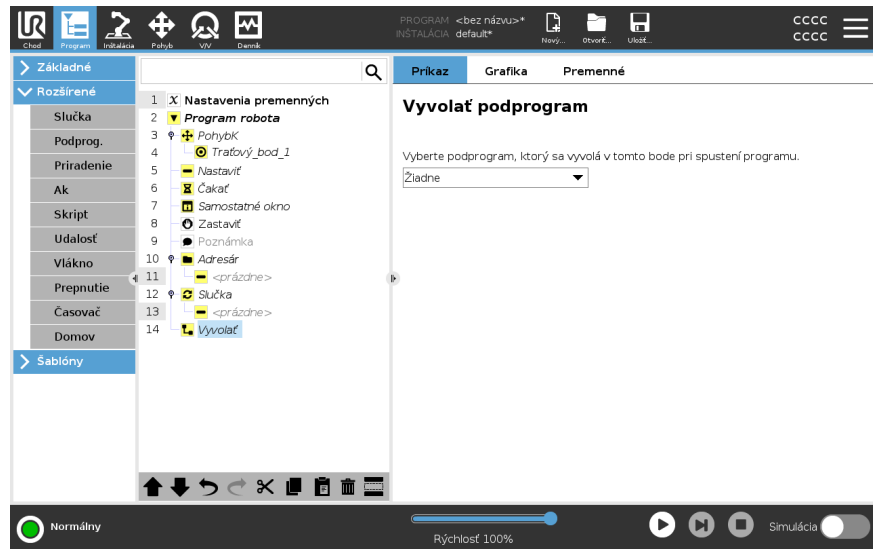 UR
Chod
Program
Inštalácia
Pohyb
V/V
Denník
PROGRAM <bez názvu>*
INŠTALÁCIA default*
Nový...
Otvoriť...
Uložiť...
CCCC
CCCC
Základné
Rozšírené
Slučka
Podprog.
Priradenie
Ak
Skript
Udalosť
Vlákno
Prepnutie
Časovač
Domov
Šablóny
1 X Nastavenia premenných
2 Program robota
3 PohybK
4 Traťový_bod_1
5 Nastaviť
6 Čakať
7 Samostatné okno
8 Zastaviť
9 Poznámka
10 Adresár
11 <prázdne>
12 Slučka
13 <prázdne>
14 Vyvolať
Príkaz Grafika Premenné
Vyvolať podprogram
Vyberte podprogram, ktorý sa vyvolá v tomto bode pri spustení programu.
Žiadne
Normálny
Rýchlosť 100%
Simulácia